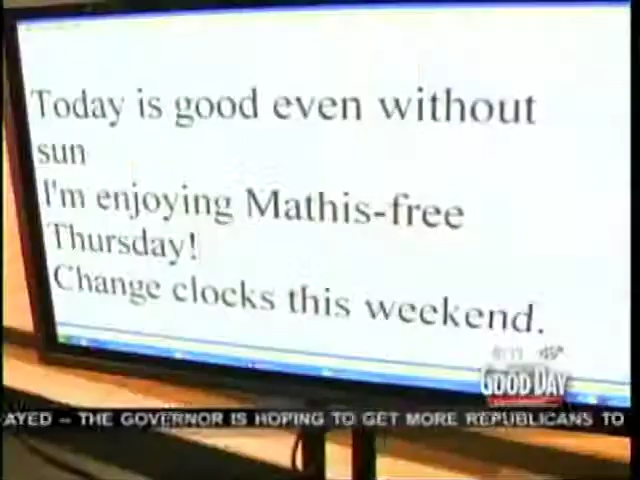 Today is good even without
sun
I'm enjoying Mathis-free
Thursday!
Change clocks this weekend.
GOOD DAY
AYED -- THE GOVERNOR IS HOPING TO GET MORE REPUBLICANS TO